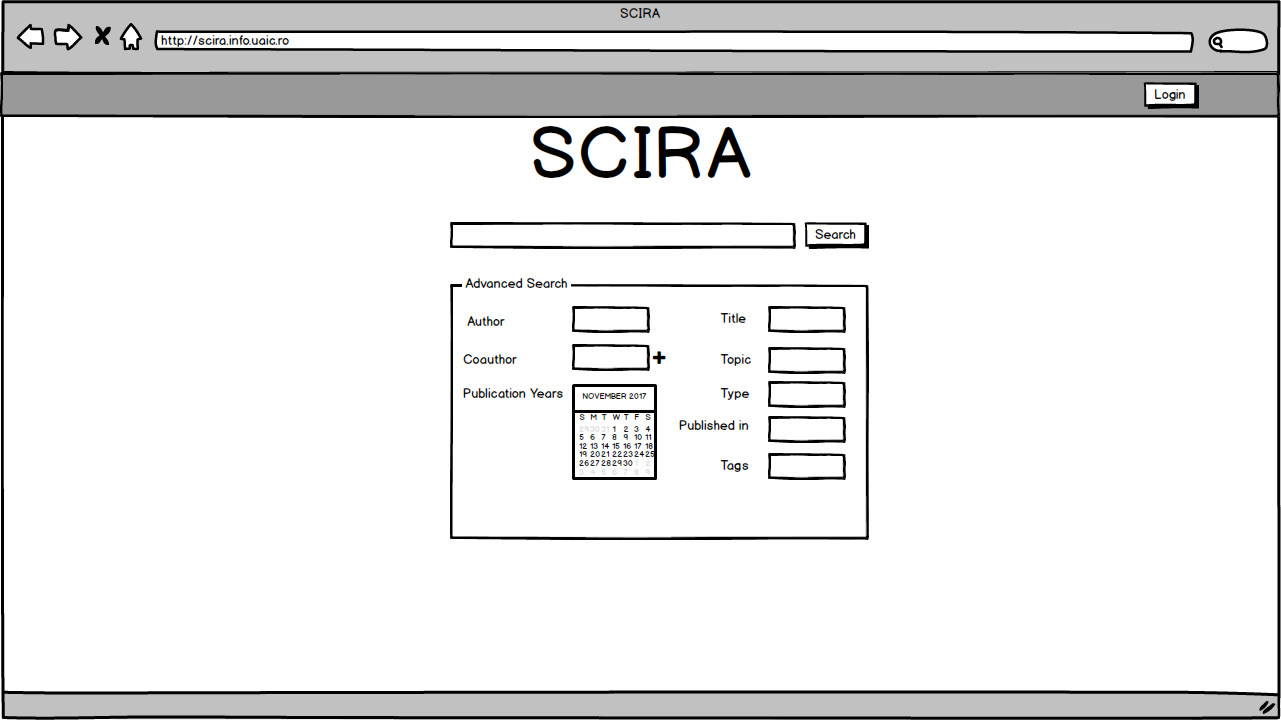 SCIRA
http://scira.info.uaic.ro
Login
SCIRA
Search
Advanced Search
Author
Title
Coauthor
+
Topic
Publication Years
Type
NOVEMBER 2017
S M T W T F S
29 30 31 1 2 3 4
5 6 7 8 9 10 11
12 13 14 15 16 17 18
19 20 21 22 23 24 25
26 27 28 29 30 1 2
3 4 5 6 7 8 9
Published in
Tags